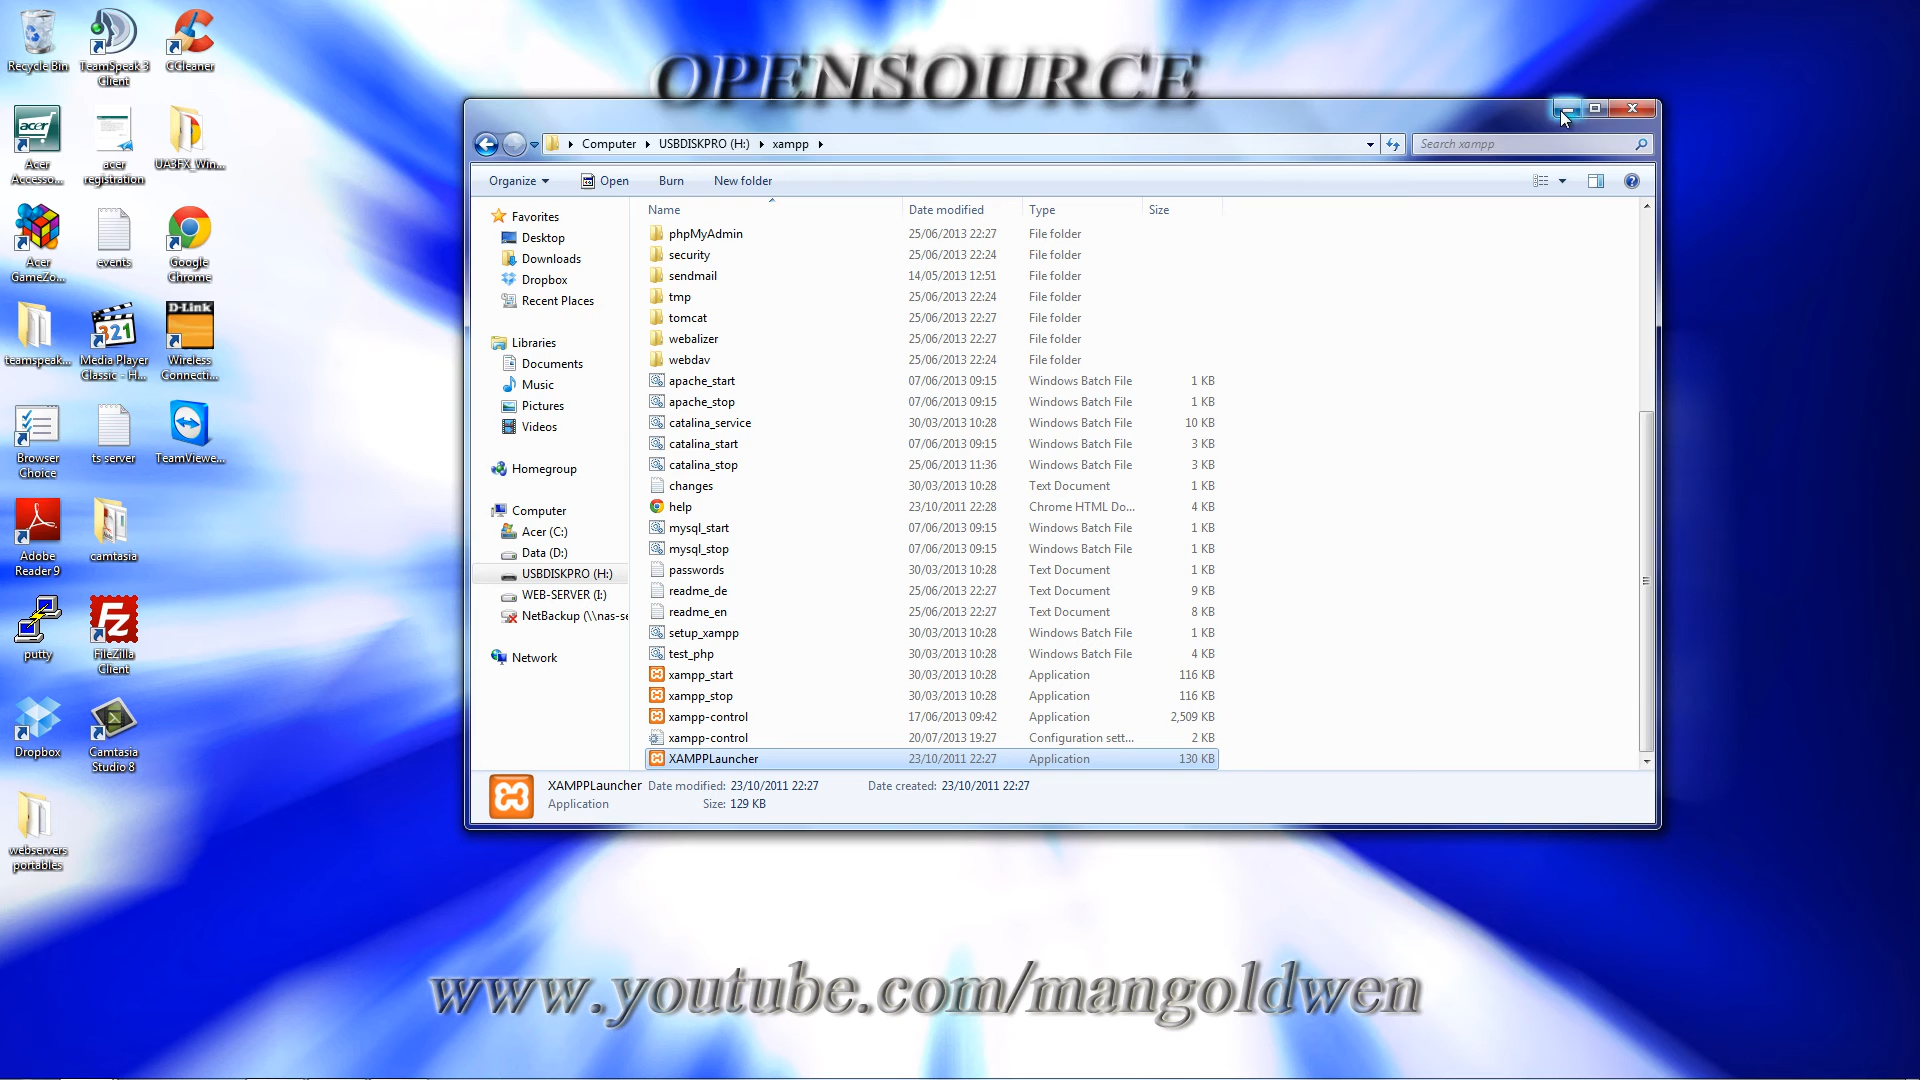 OPENSOURCE
Recycle Bin
TeamSpeak 3 Client
CCleaner
acer
Acer Accesso...
acer registration
UA3FX_Win...
Acer GameZo...
events
Google Chrome
teamspeak...
321
Media Player Classic - H...
D-Link
Wireless Connecti...
Browser Choice
ts server
TeamViewe...
Adobe Reader 9
camtasia
putty
Fz
FileZilla Client
Dropbox
Camtasia Studio 8
webservers portables
Computer USBDISKPRO (H:) xampp
Search xampp
Organize Open Burn New folder
Favorites
Desktop
Downloads
Dropbox
Recent Places
Libraries
Documents
Music
Pictures
Videos
Homegroup
Computer
Acer (C:)
Data (D:)
USBDISKPRO (H:)
WEB-SERVER (I:)
NetBackup (\\nas-se
Network
Name Date modified Type Size
phpMyAdmin 25/06/2013 22:27 File folder
security 25/06/2013 22:24 File folder
sendmail 14/05/2013 12:51 File folder
tmp 25/06/2013 22:24 File folder
tomcat 25/06/2013 22:27 File folder
webalizer 25/06/2013 22:27 File folder
webdav 25/06/2013 22:24 File folder
apache_start 07/06/2013 09:15 Windows Batch File 1 KB
apache_stop 07/06/2013 09:15 Windows Batch File 1 KB
catalina_service 30/03/2013 10:28 Windows Batch File 10 KB
catalina_start 07/06/2013 09:15 Windows Batch File 3 KB
catalina_stop 25/06/2013 11:36 Windows Batch File 3 KB
changes 30/03/2013 10:28 Text Document 1 KB
help 23/10/2011 22:28 Chrome HTML Do... 4 KB
mysql_start 07/06/2013 09:15 Windows Batch File 1 KB
mysql_stop 07/06/2013 09:15 Windows Batch File 1 KB
passwords 30/03/2013 10:28 Text Document 1 KB
readme_de 25/06/2013 22:27 Text Document 9 KB
readme_en 25/06/2013 22:27 Text Document 8 KB
setup_xampp 30/03/2013 10:28 Windows Batch File 1 KB
test_php 30/03/2013 10:28 Windows Batch File 4 KB
xampp_start 30/03/2013 10:28 Application 116 KB
xampp_stop 30/03/2013 10:28 Application 116 KB
xampp-control 17/06/2013 09:42 Application 2,509 KB
xampp-control 20/07/2013 19:27 Configuration sett... 2 KB
XAMPPLauncher 23/10/2011 22:27 Application 130 KB
XAMPPLauncher Date modified: 23/10/2011 22:27 Date created: 23/10/2011 22:27
Application Size: 129 KB
www.youtube.com/mangoldwen